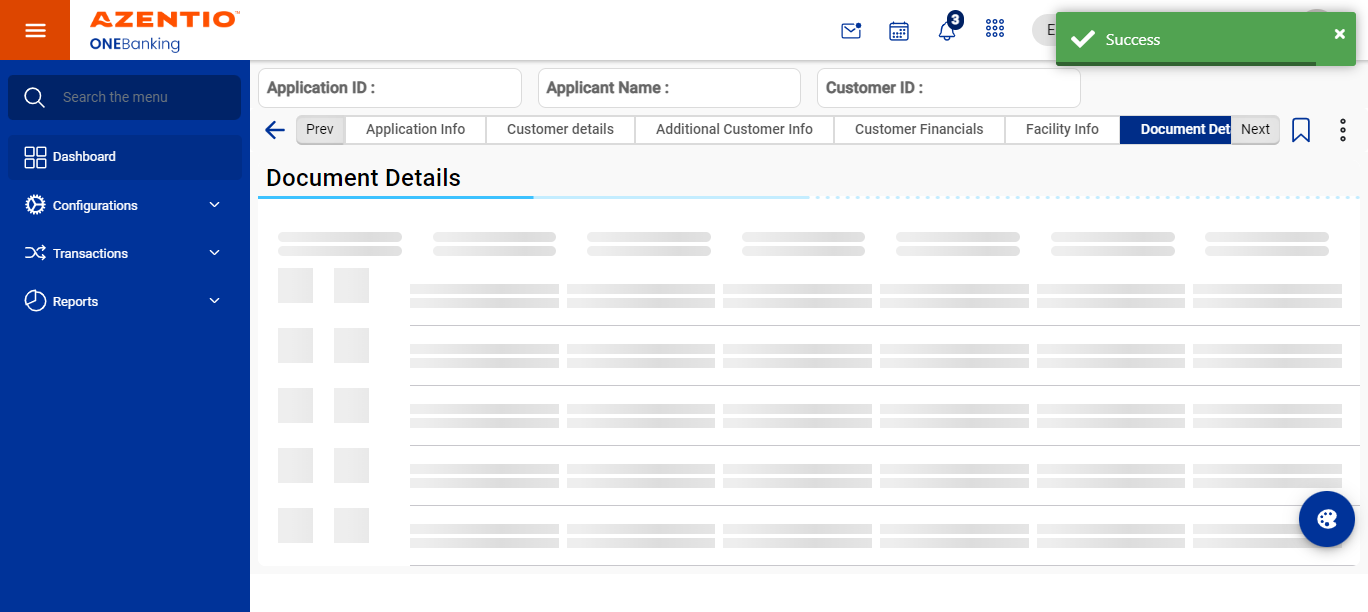 AZENTIO™
ONEBanking
3
E
Success
Search the menu
Dashboard
Configurations
Transactions
Reports
Application ID :
Applicant Name :
Customer ID :
Prev
Application Info
Customer details
Additional Customer Info
Customer Financials
Facility Info
Document Det
Next
Document Details